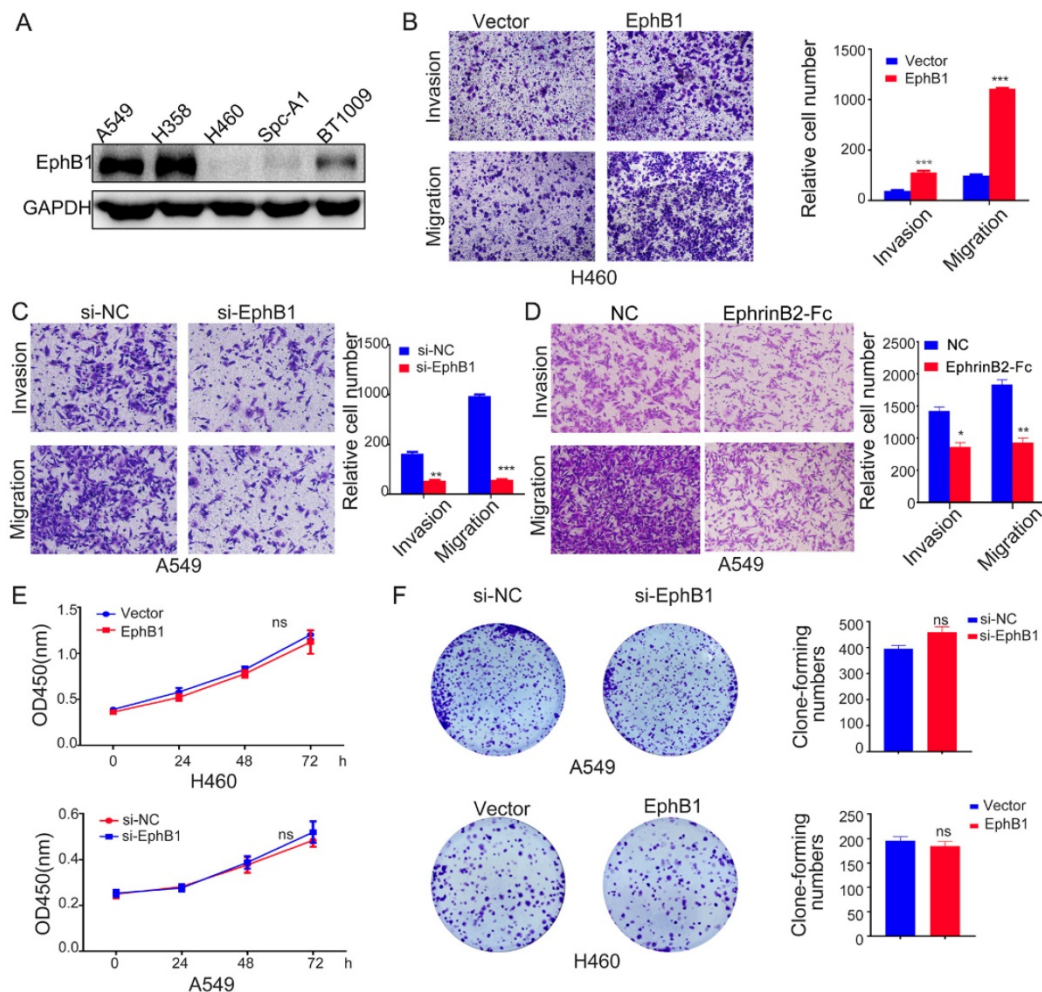 A
A549
H358
H460
Spc-A1
BT1009
EphB1
GAPDH
B
Vector
EphB1
Invasion
Migration
H460
Relative cell number
1500
1000
200
0
Vector
EphB1
***
***
Invasion
Migration
C
si-NC
si-EphB1
Invasion
Migration
A549
Relative cell number
1500
1000
200
0
si-NC
si-EphB1
**
***
Invasion
Migration
D
NC
EphrinB2-Fc
Invasion
Migration
A549
Relative cell number
2500
2000
1500
1000
2200
0
NC
EphrinB2-Fc
*
**
Invasion
Migration
E
OD450(nm)
1.5
1.0
0.5
0.0
Vector
EphB1
ns
0
24
48
72
h
H460
OD450(nm)
0.6
0.4
0.2
0.0
si-NC
si-EphB1
ns
0
24
48
72
h
A549
F
si-NC
si-EphB1
A549
Clone-forming
numbers
500
400
300
200
100
0
ns
si-NC
si-EphB1
Vector
EphB1
H460
Clone-forming
numbers
250
200
150
100
50
0
ns
Vector
EphB1